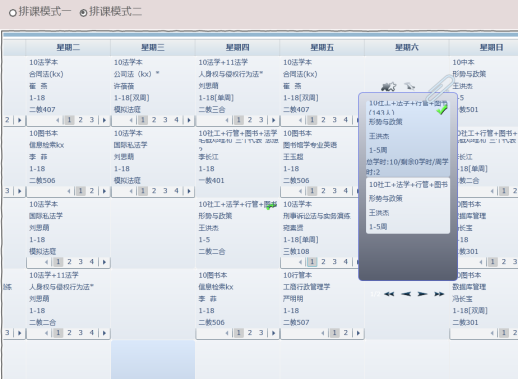 排课模式一 排课模式二
星期二 星期三 星期四 星期五 星期六 星期日
10法学本
合同法(kx)
崔 燕
1-18
二教407
2 1 2 3 4
10法学本
公司法（kx）*
许蓓蓓
1-18[双周]
模拟法庭
1 2 3 4
10法学+11法学
人身权与侵权行为法*
刘思萌
1-18[单周]
二教三合
1 2 3 4
10法学本
合同法(kx)
崔 燕
1-18[双周]
二教407
1 2 3 4
10中本
形势与政策
王洪杰
-5
教501
10图书本
信息检索kx
李 菲
1-18
二教506
3 1 2
10法学本
国际私法学
刘思萌
1-18
模拟法庭
1 2 3 4
10社工+行管+图书+法学
李长江
1-18
一教401
10图书本
图书馆学专业英语
王玉超
1-18
二教506
1 2
社工+行管+图书
长江
-18
教二合
1 2
10法学本
国际私法学
刘思萌
1-18
模拟法庭
10社工+法学+行管+图书
形势与政策
王洪杰
1-5
二教二合
10法学本
刑事诉讼法与实务演练
宛霞贤
1-18[单周]
三教108
1 2 3 4
图书本
据库管理
长宝
-18
教301
1 2 3
10法学+11法学
人身权与侵权行为法*
刘思萌
1-18
二教二合
3 1 2 3 4
10图书本
信息检索kx
李 菲
1-18
二教506
1 2
10行管本
工商行政管理学
严明明
1-18
二教507
1 2
图书本
数据库管理
冯长宝
-18[双周]
二教301
1 2 3
10社工+法学+行管+图书
(143人)
形势与政策
王洪杰
1-5周
总学时:10/剩余0学时/周学时:2
10社工+法学+行管+图书
形势与政策
王洪杰
1-5周